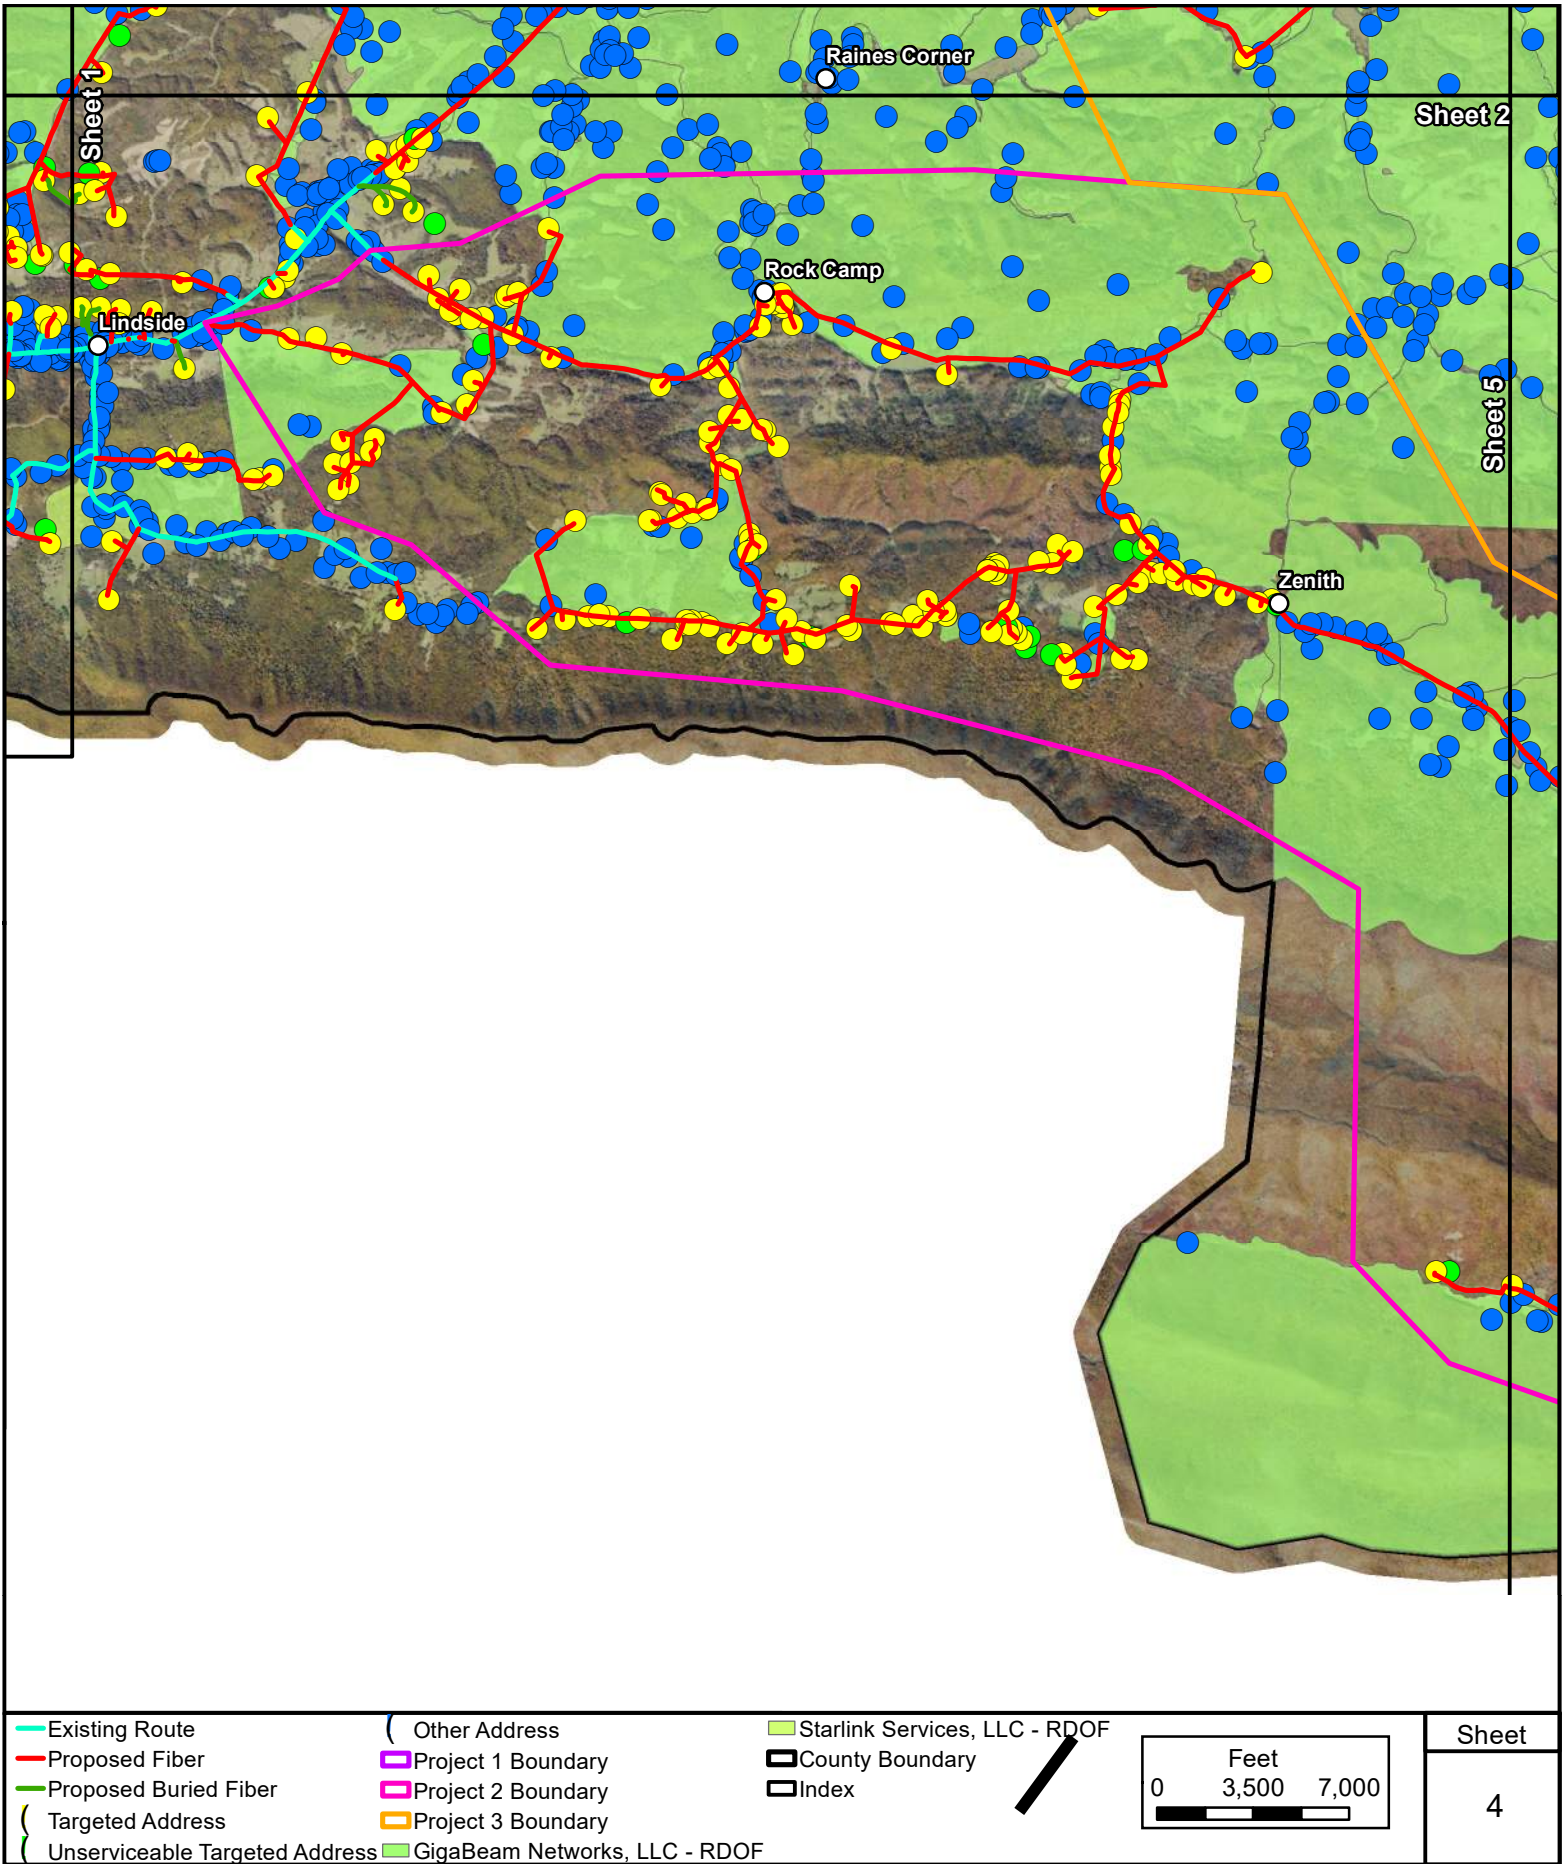 Raines Corner
Sheet 1
Sheet 2
Rock Camp
Lindside
Sheet 5
Zenith
Existing Route
Proposed Fiber
Proposed Buried Fiber
( Targeted Address
( Unserviceable Targeted Address
( Other Address
Project 1 Boundary
Project 2 Boundary
Project 3 Boundary
GigaBeam Networks, LLC - RDOF
Starlink Services, LLC - RDOF
County Boundary
Index
Feet
0 3,500 7,000
Sheet
4